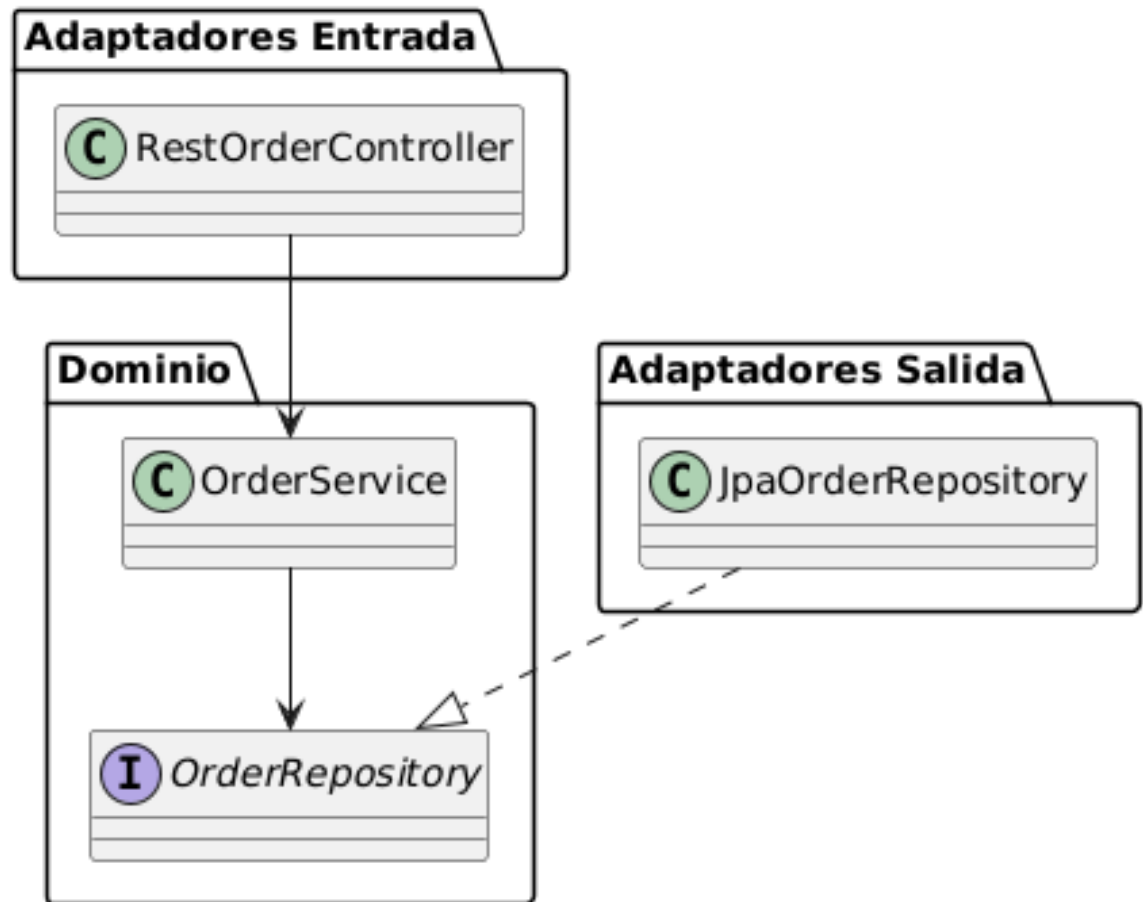 Adaptadores Entrada
C RestOrderController
Dominio
Adaptadores Salida
C OrderService
C JpaOrderRepository
I OrderRepository